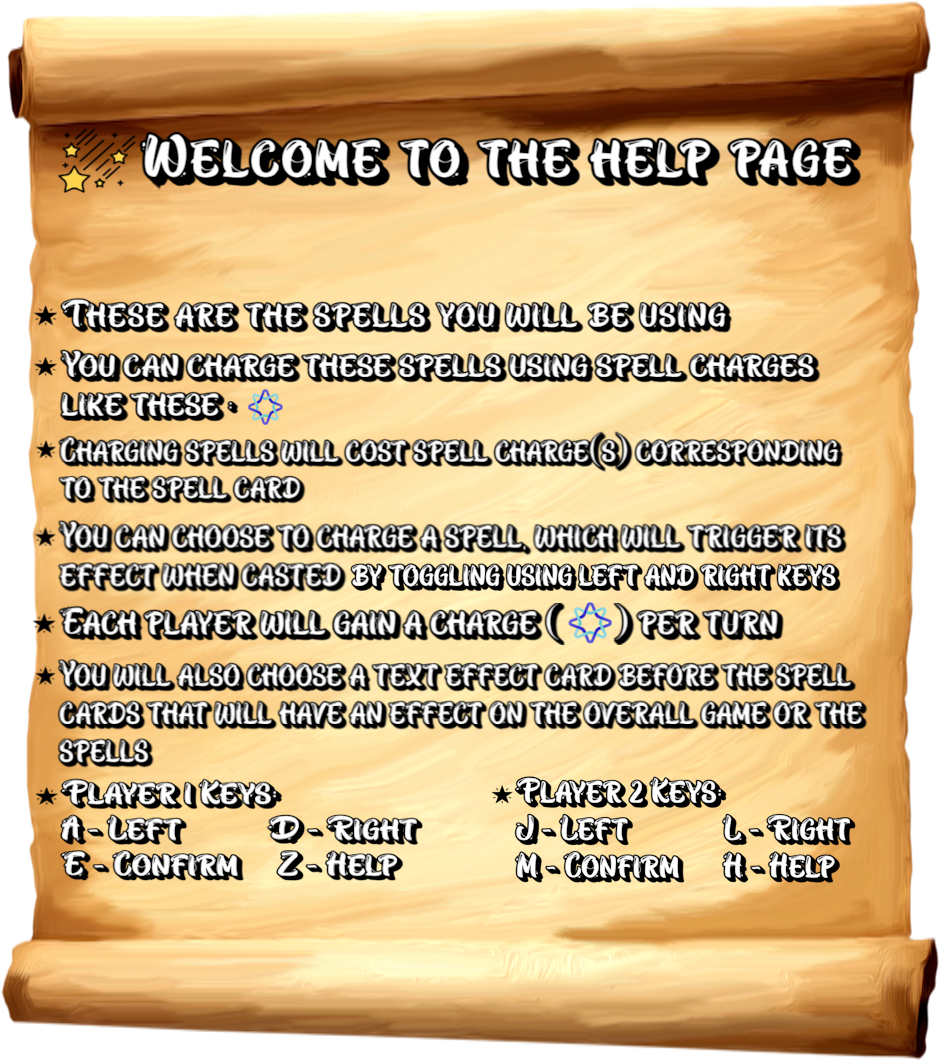 Welcome to the help page
These are the spells you will be using
You can charge these spells using spell charges
like these :
Charging spells will cost spell charge(s) corresponding
to the spell card
You can choose to charge a spell, which will trigger its
effect when casted by toggling using left and right keys
Each player will gain a charge ( ) per turn
You will also choose a text effect card before the spell
cards that will have an effect on the overall game or the
spells
Player 1 Keys: Player 2 Keys:
A - Left D - Right J - Left L - Right
E - Confirm Z - Help M - Confirm H - Help